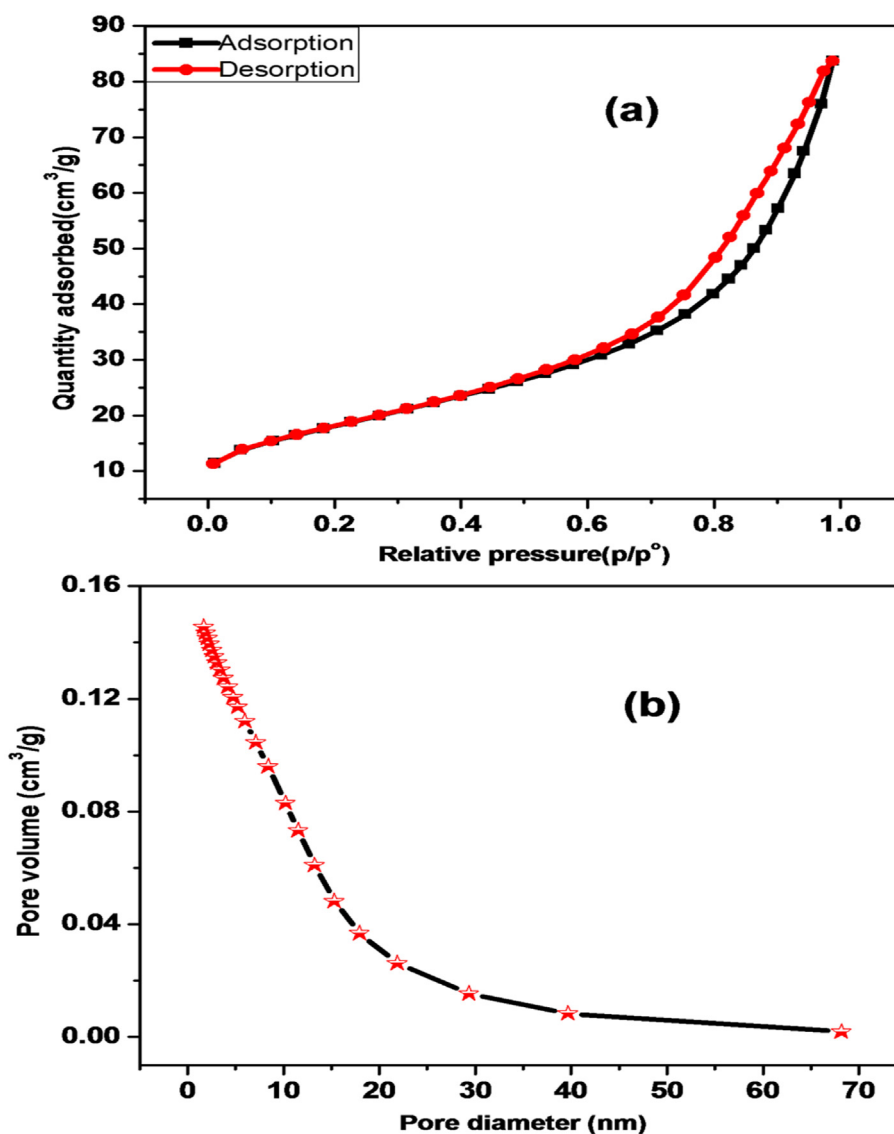 90
Adsorption
Desorption
80
(a)
70
60
50
40
30
20
10
Quantity adsorbed(cm³/g)
0.0 0.2 0.4 0.6 0.8 1.0
Relative pressure(p/p°)
0.16
0.12
(b)
0.08
0.04
0.00
Pore volume (cm³/g)
0 10 20 30 40 50 60 70
Pore diameter (nm)